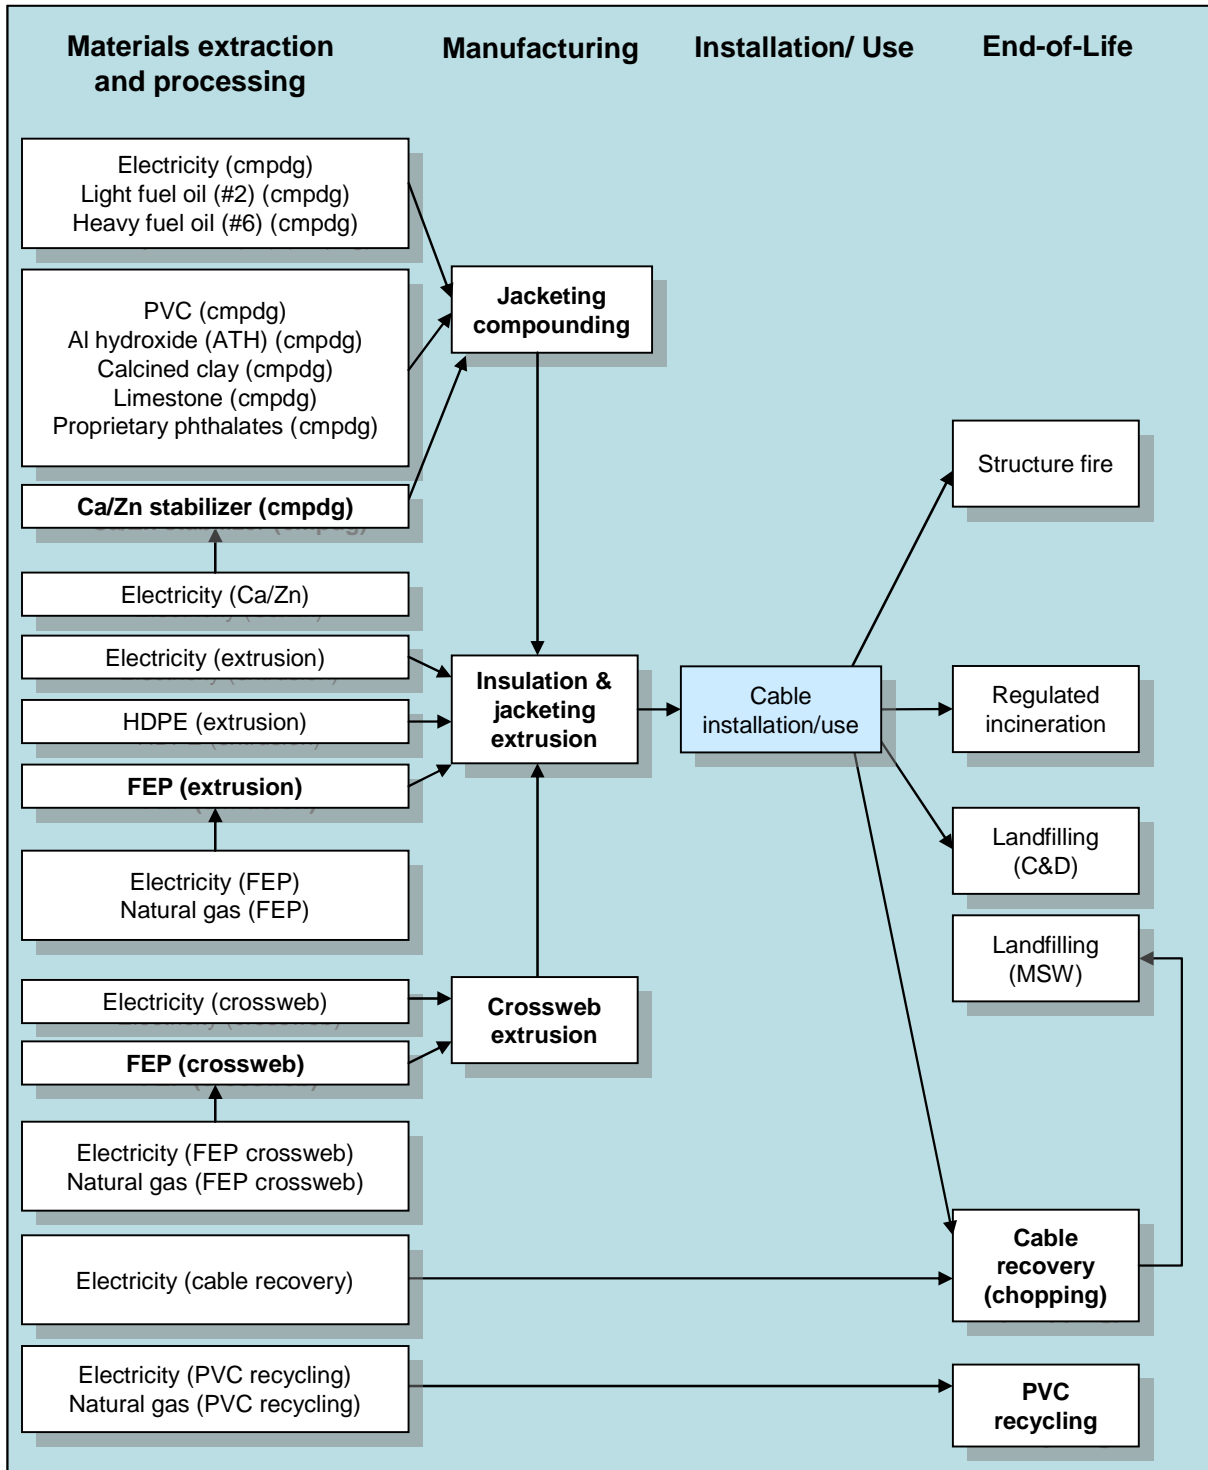 Materials extraction
and processing
Manufacturing
Installation/ Use
End-of-Life
Electricity (cmpdg)
Light fuel oil (#2) (cmpdg)
Heavy fuel oil (#6) (cmpdg)
PVC (cmpdg)
Al hydroxide (ATH) (cmpdg)
Calcined clay (cmpdg)
Limestone (cmpdg)
Proprietary phthalates (cmpdg)
Ca/Zn stabilizer (cmpdg)
Electricity (Ca/Zn)
Electricity (extrusion)
HDPE (extrusion)
FEP (extrusion)
Electricity (FEP)
Natural gas (FEP)
Electricity (crossweb)
FEP (crossweb)
Electricity (FEP crossweb)
Natural gas (FEP crossweb)
Electricity (cable recovery)
Electricity (PVC recycling)
Natural gas (PVC recycling)
Jacketing
compounding
Insulation &
jacketing
extrusion
Crossweb
extrusion
Cable
installation/use
Structure fire
Regulated
incineration
Landfilling
(C&D)
Landfilling
(MSW)
Cable
recovery
(chopping)
PVC
recycling